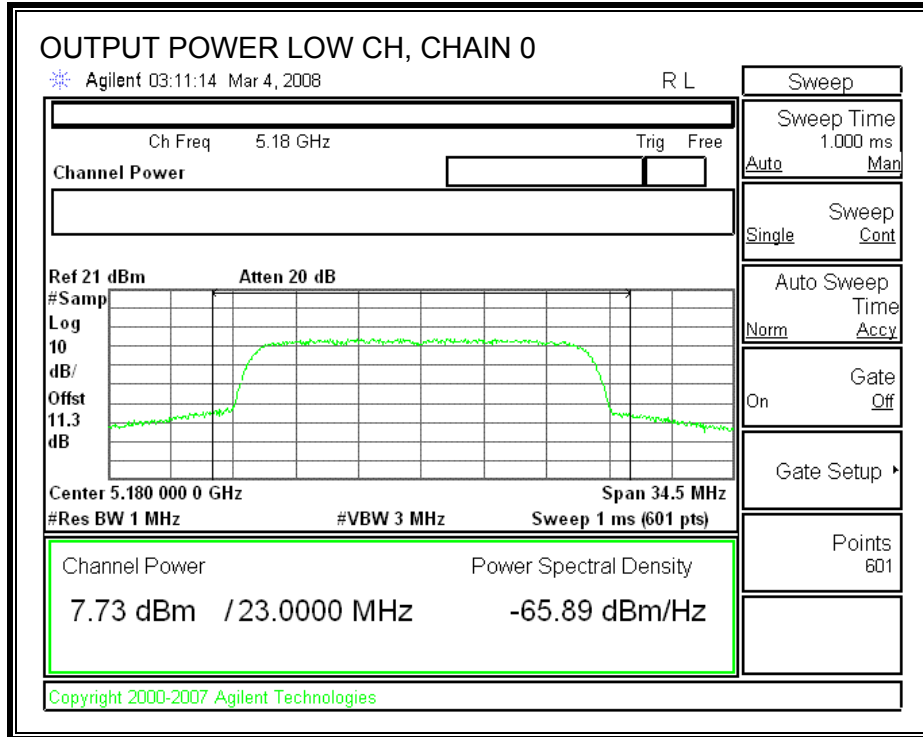 OUTPUT POWER LOW CH, CHAIN 0
Agilent 03:11:14 Mar 4, 2008
R L
Ch Freq 5.18 GHz
Trig Free
Channel Power
Ref 21 dBm
Atten 20 dB
#Samp
Log
10
dB/
Offst
11.3
dB
Center 5.180 000 0 GHz
Span 34.5 MHz
#Res BW 1 MHz
#VBW 3 MHz
Sweep 1 ms (601 pts)
Channel Power
7.73 dBm / 23.0000 MHz
Power Spectral Density
-65.89 dBm/Hz
Copyright 2000-2007 Agilent Technologies
Sweep
Sweep Time
1.000 ms
Auto Man
Sweep
Single Cont
Auto Sweep
Time
Norm Accy
Gate
On Off
Gate Setup
Points
601